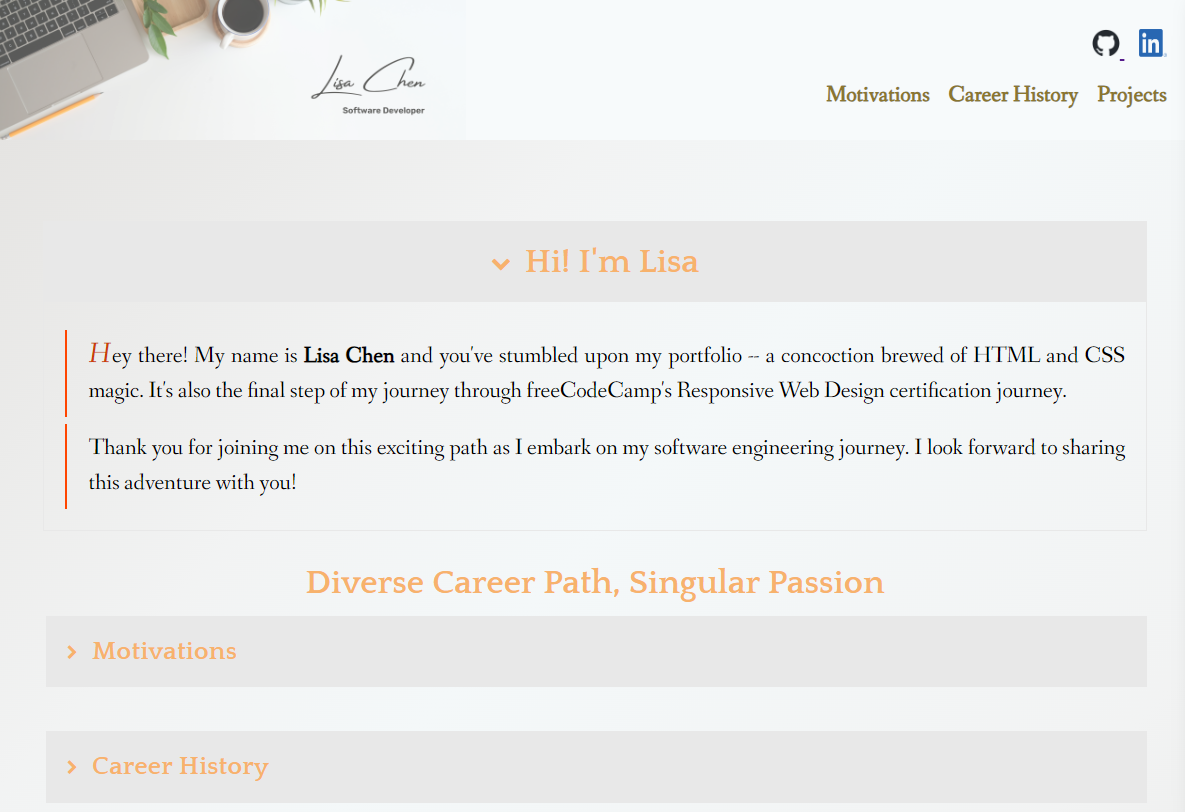 Lisa Chen
Software Developer
in
Motivations Career History Projects
Hi! I'm Lisa
Hey there! My name is Lisa Chen and you've stumbled upon my portfolio -- a concoction brewed of HTML and CSS
magic. It's also the final step of my journey through freeCodeCamp's Responsive Web Design certification journey.
Thank you for joining me on this exciting path as I embark on my software engineering journey. I look forward to sharing
this adventure with you!
Diverse Career Path, Singular Passion
Motivations
Career History